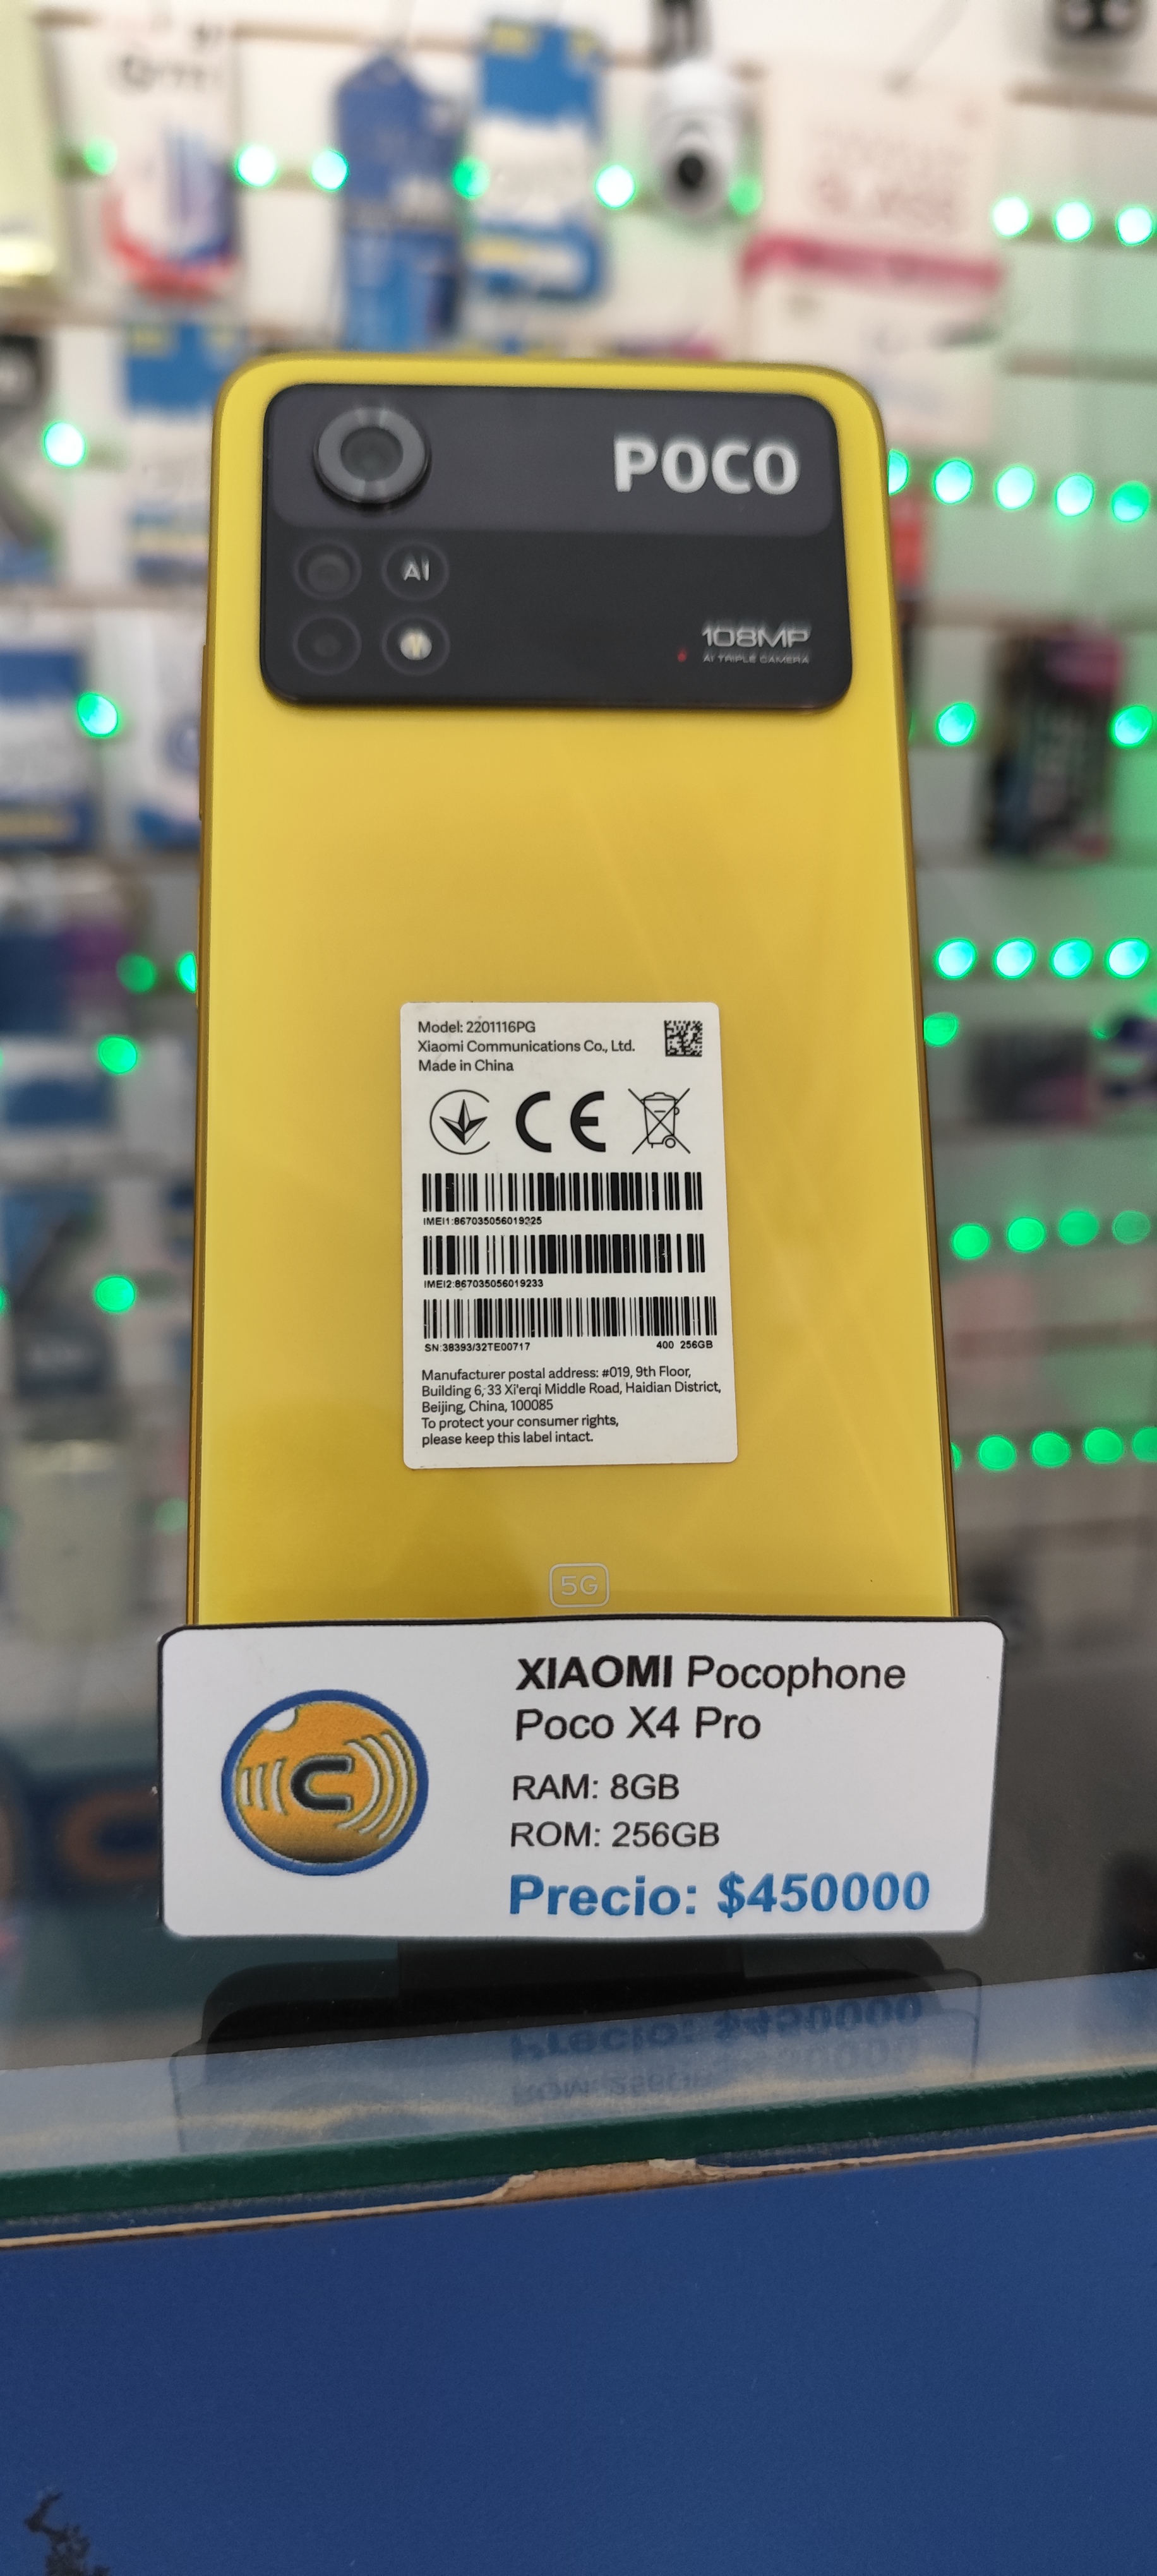 POCO
AI
108MP
AI TRIPLE CAMERA
Model: 2201116PG
Xiaomi Communications Co., Ltd.
Made in China
CE
IMEI1:867035056019225
IMEI2:867035056019233
SN:38393/32TE00717 400 256GB
Manufacturer postal address: #019, 9th Floor,
Building 6, 33 Xi'erqi Middle Road, Haidian District,
Beijing, China, 100085
To protect your consumer rights,
please keep this label intact.
5G
XIAOMI Pocophone
Poco X4 Pro
RAM: 8GB
ROM: 256GB
Precio: $450000